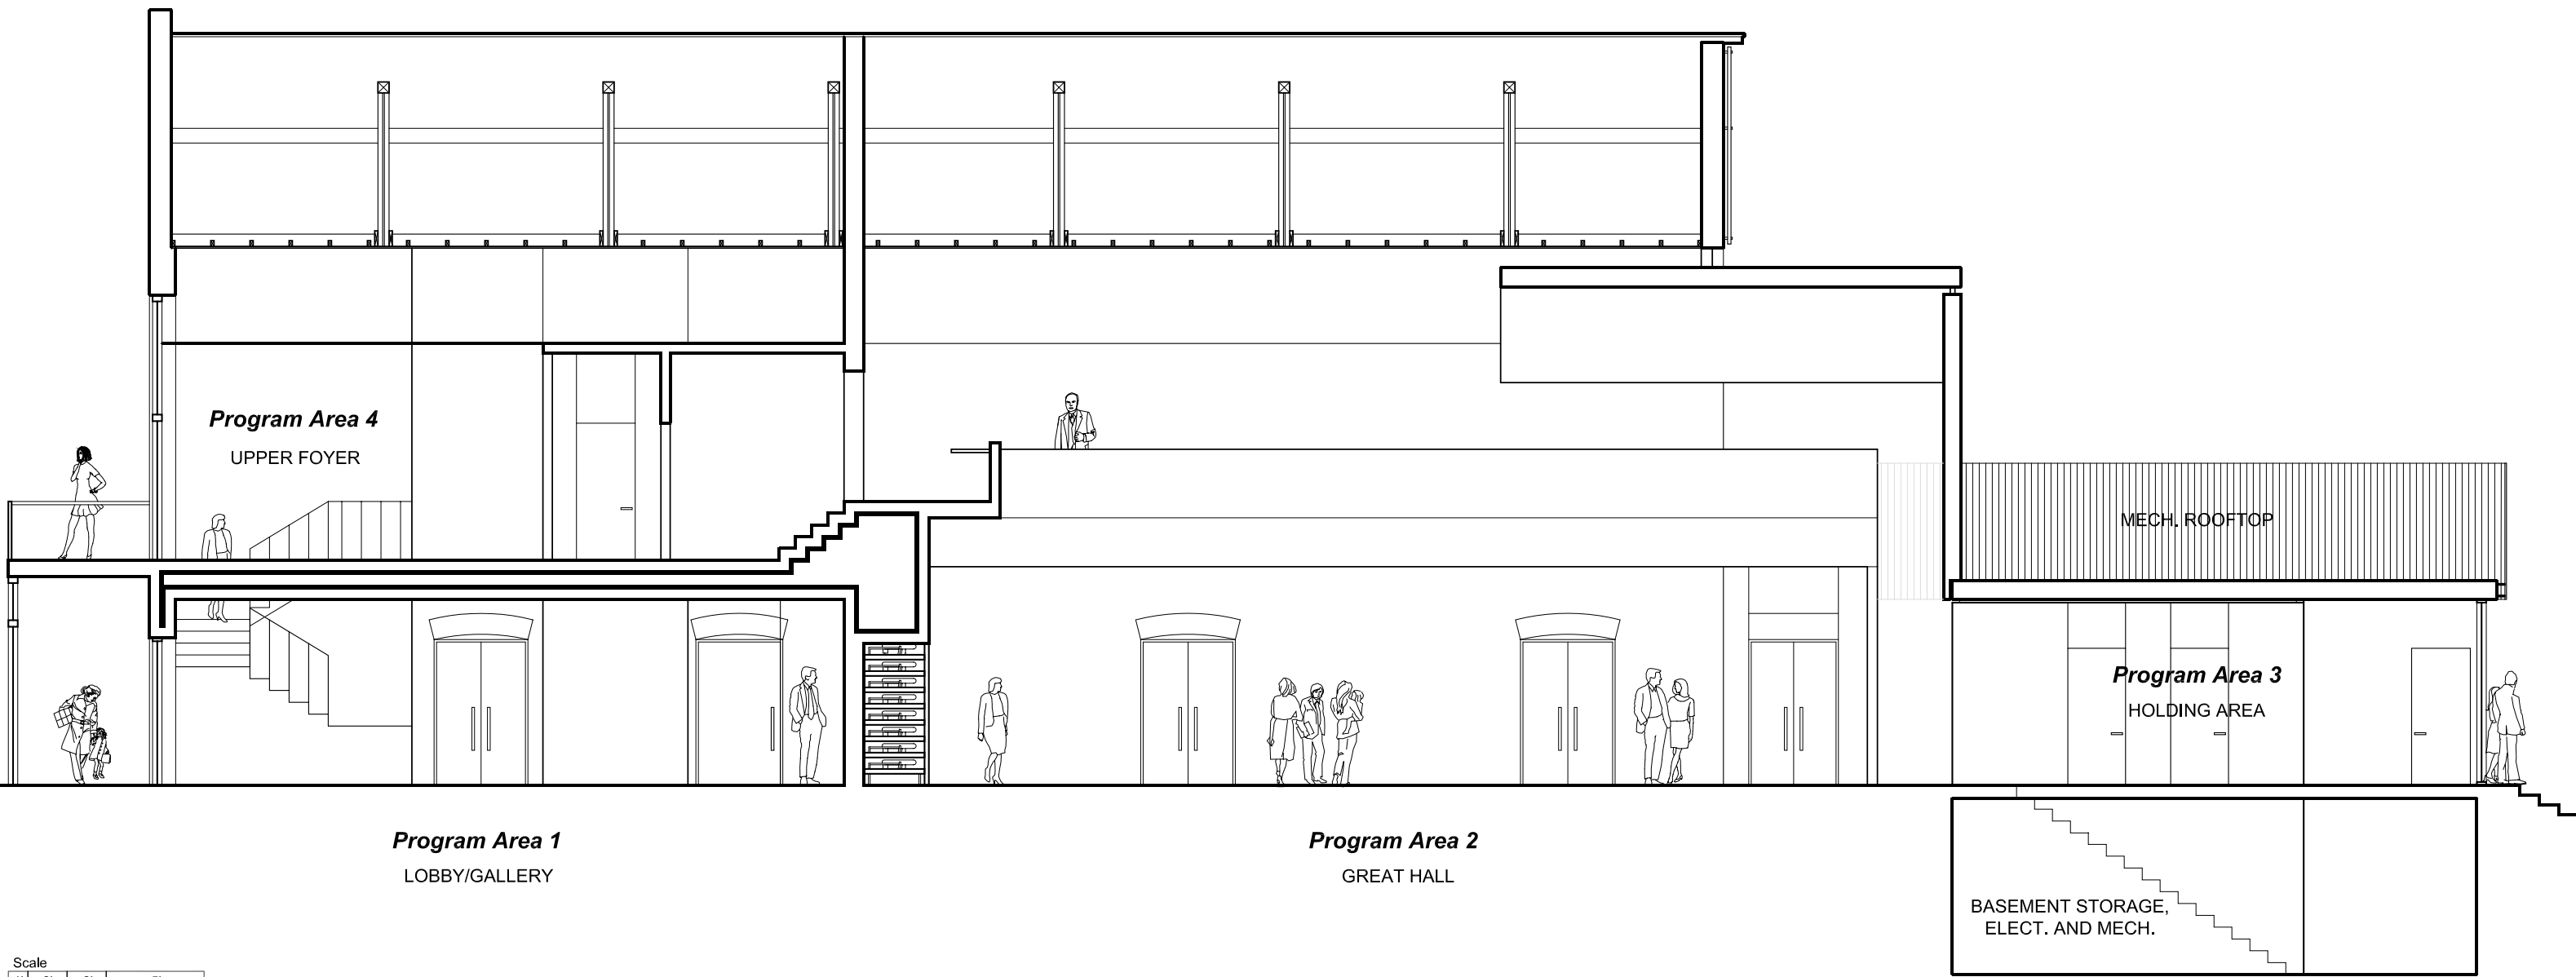 Program Area 4
UPPER FOYER
MECH. ROOFTOP
Program Area 3
HOLDING AREA
Program Area 1
LOBBY/GALLERY
Program Area 2
GREAT HALL
BASEMENT STORAGE,
ELECT. AND MECH.
Scale